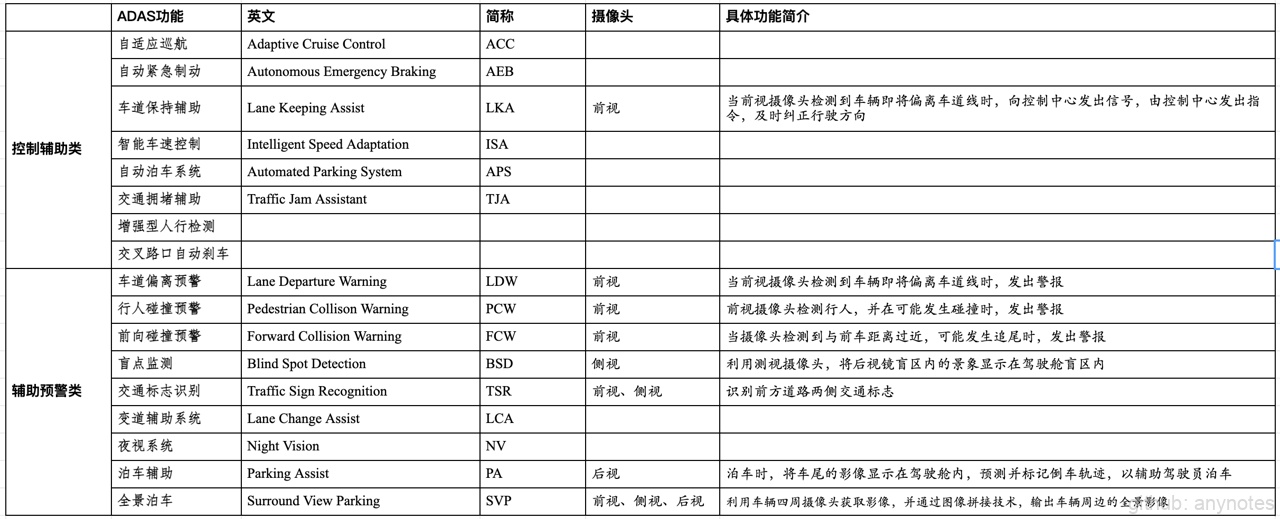 ADAS功能 英文 简称 摄像头 具体功能简介
控制辅助类
自适应巡航 Adaptive Cruise Control ACC
自动紧急制动 Autonomous Emergency Braking AEB
车道保持辅助 Lane Keeping Assist LKA 前视 当前视摄像头检测到车辆即将偏离车道线时，向控制中心发出信号，由控制中心发出指
令，及时纠正行驶方向
智能车速控制 Intelligent Speed Adaptation ISA
自动泊车系统 Automated Parking System APS
交通拥堵辅助 Traffic Jam Assistant TJA
增强型人行检测
交叉路口自动刹车
辅助预警类
车道偏离预警 Lane Departure Warning LDW 前视 当前视摄像头检测到车辆即将偏离车道线时，发出警报
行人碰撞预警 Pedestrian Collison Warning PCW 前视 前视摄像头检测行人，并在可能发生碰撞时，发出警报
前向碰撞预警 Forward Collision Warning FCW 前视 当摄像头检测到与前车距离过近，可能发生追尾时，发出警报
盲点监测 Blind Spot Detection BSD 侧视 利用测视摄像头，将后视镜盲区内的景象显示在驾驶舱盲区内
交通标志识别 Traffic Sign Recognition TSR 前视、侧视 识别前方道路两侧交通标志
变道辅助系统 Lane Change Assist LCA
夜视系统 Night Vision NV
泊车辅助 Parking Assist PA 后视 泊车时，将车尾的影像显示在驾驶舱内，预测并标记倒车轨迹，以辅助驾驶员泊车
全景泊车 Surround View Parking SVP 前视、侧视、后视 利用车辆四周摄像头获取影像，并通过图像拼接技术，输出车辆周边的全景影像
github: anynotes